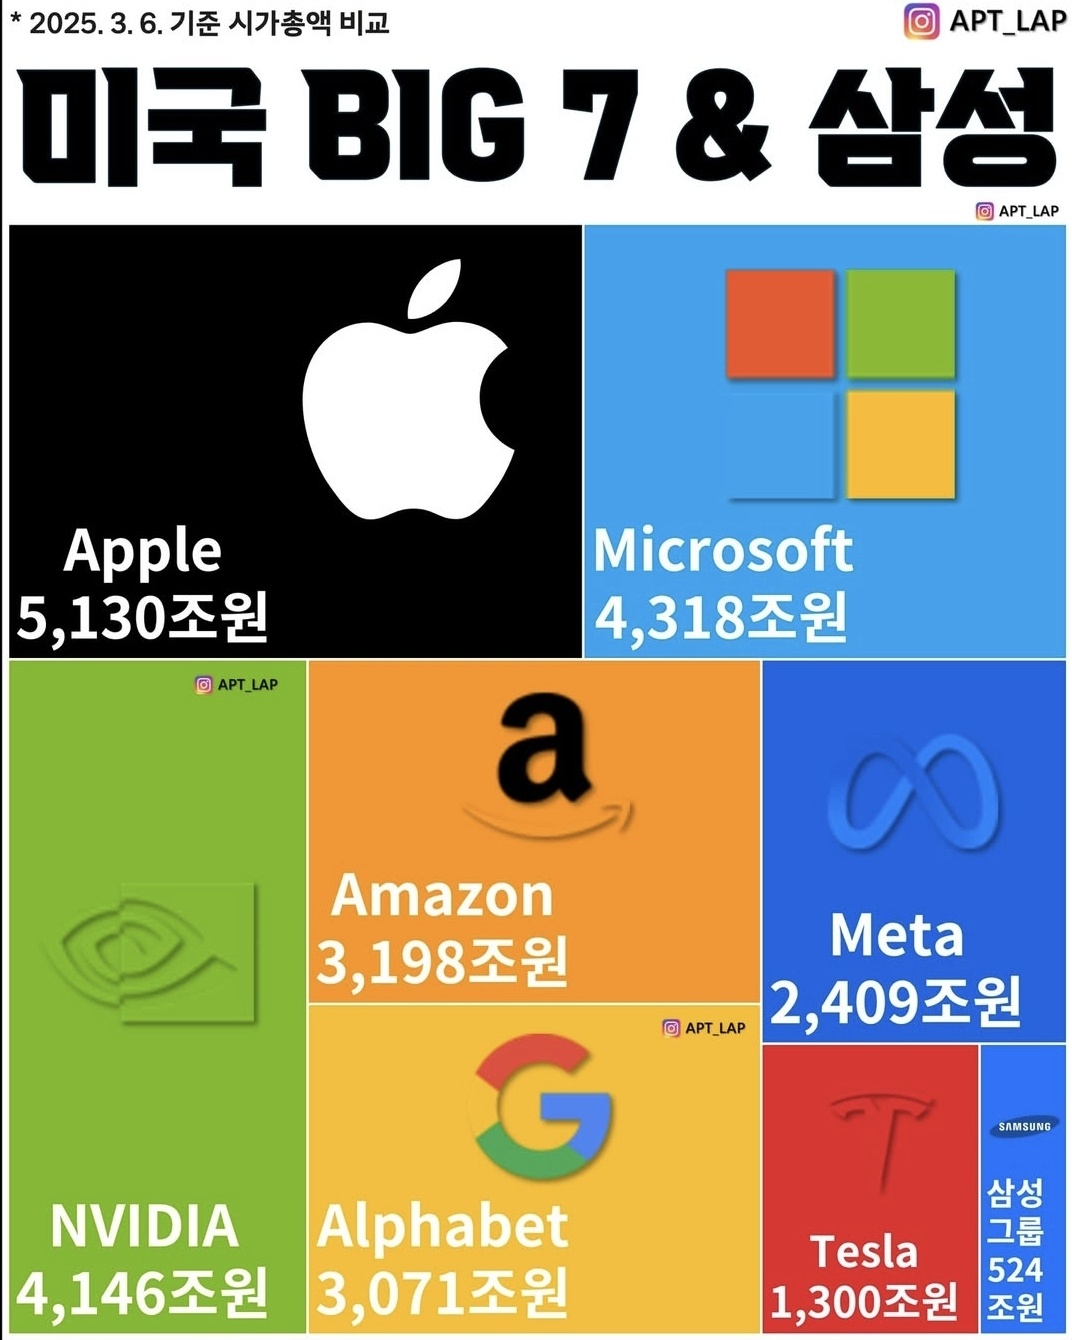 * 2025. 3. 6. 기준 시가총액 비교
APT_LAP
미국 BIG 7 & 삼성
APT_LAP
Apple
5,130조원
Microsoft
4,318조원
APT_LAP
NVIDIA
4,146조원
a
Amazon
3,198조원
Meta
2,409조원
APT_LAP
G
Alphabet
3,071조원
Tesla
1,300조원
SAMSUNG
삼성
그룹
524
조원